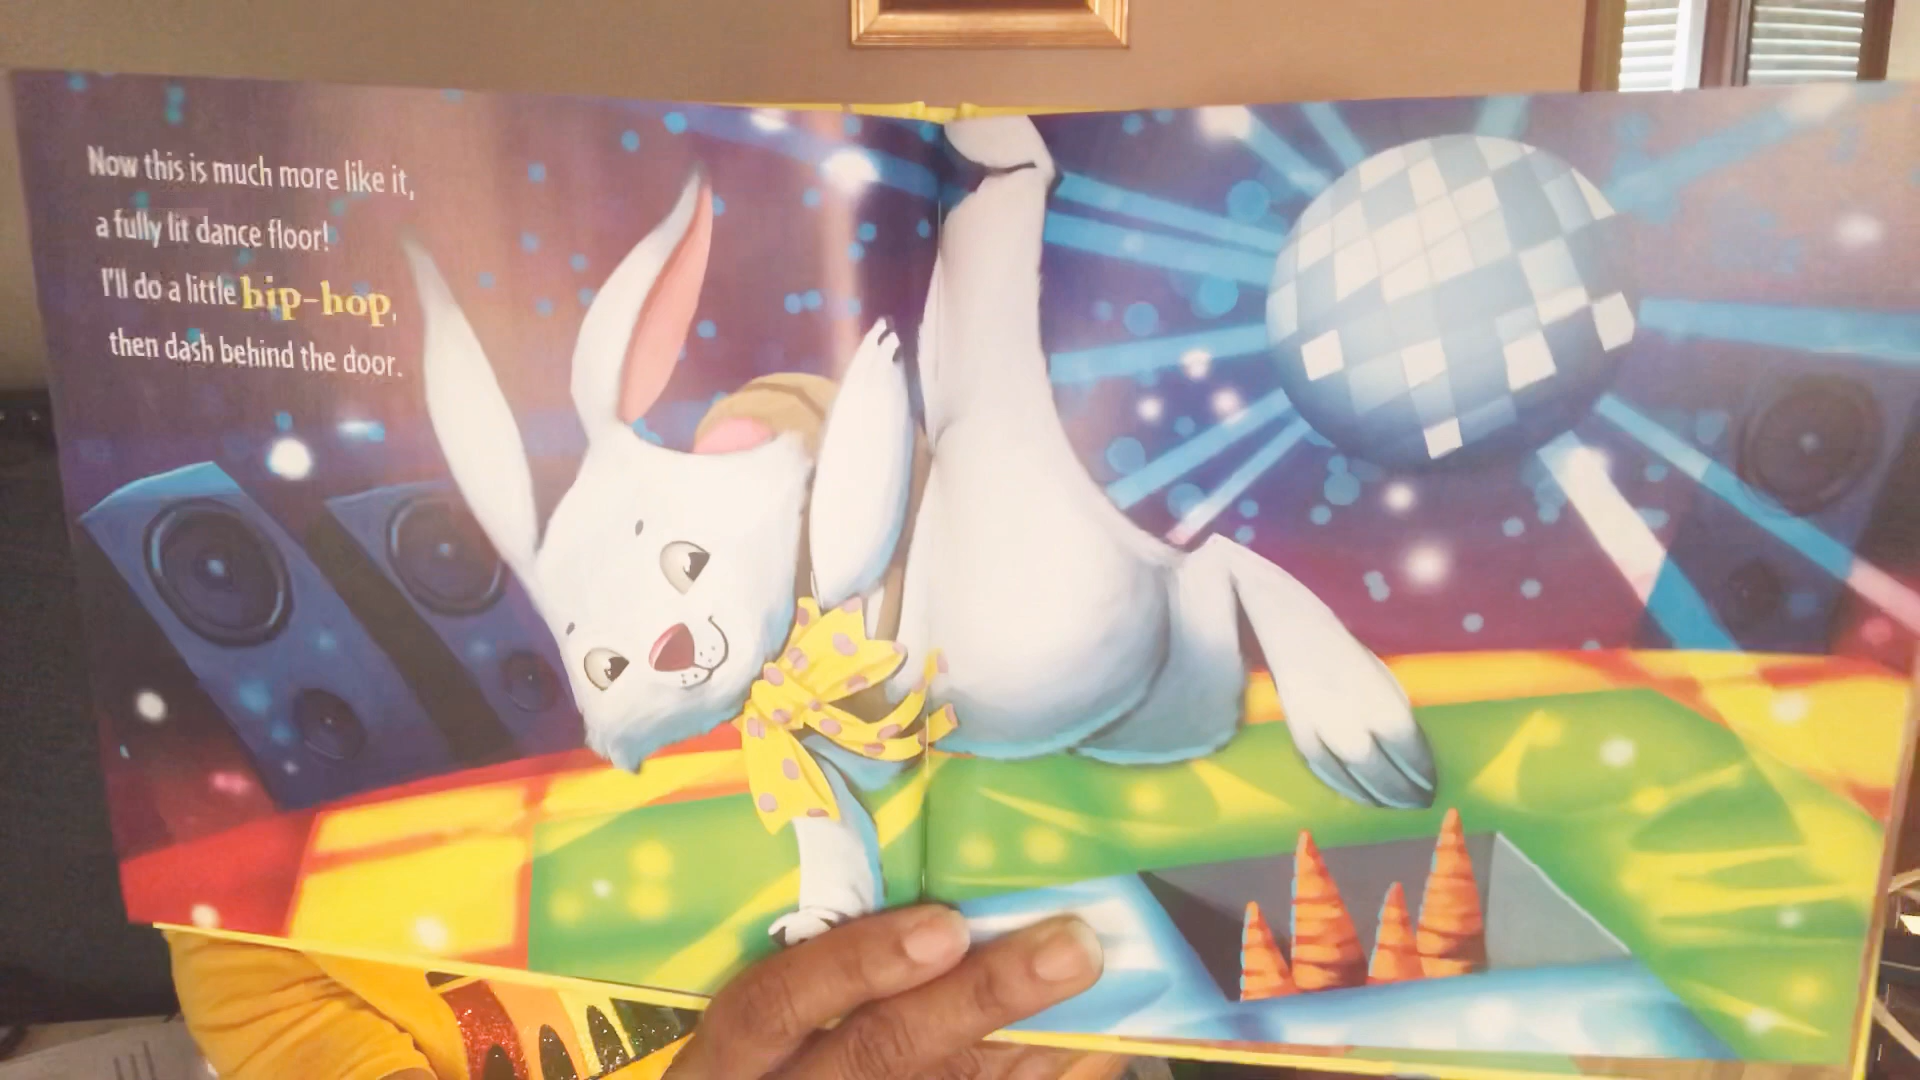 Now this is much more like it,
a fully lit dance floor!
I'll do a little hip-hop,
then dash behind the door.